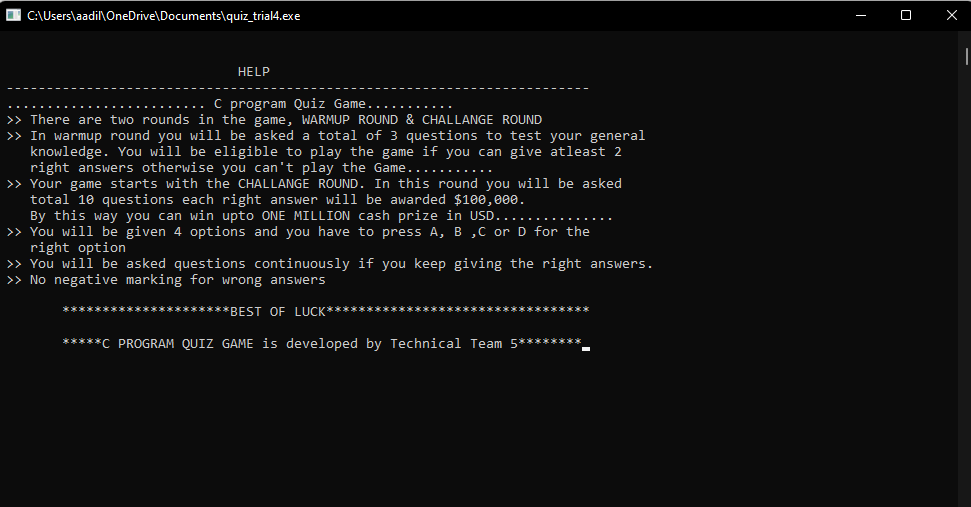 C:\Users\aadil\OneDrive\Documents\quiz_trial4.exe
HELP
-------------------------------------------------------------------------
......................... C program Quiz Game...........
>> There are two rounds in the game, WARMUP ROUND & CHALLANGE ROUND
>> In warmup round you will be asked a total of 3 questions to test your general
knowledge. You will be eligible to play the game if you can give atleast 2
right answers otherwise you can't play the Game...........
>> Your game starts with the CHALLANGE ROUND. In this round you will be asked
total 10 questions each right answer will be awarded $100,000.
By this way you can win upto ONE MILLION cash prize in USD...............
>> You will be given 4 options and you have to press A, B ,C or D for the
right option
>> You will be asked questions continuously if you keep giving the right answers.
>> No negative marking for wrong answers
*********************BEST OF LUCK*********************************
*****C PROGRAM QUIZ GAME is developed by Technical Team 5********